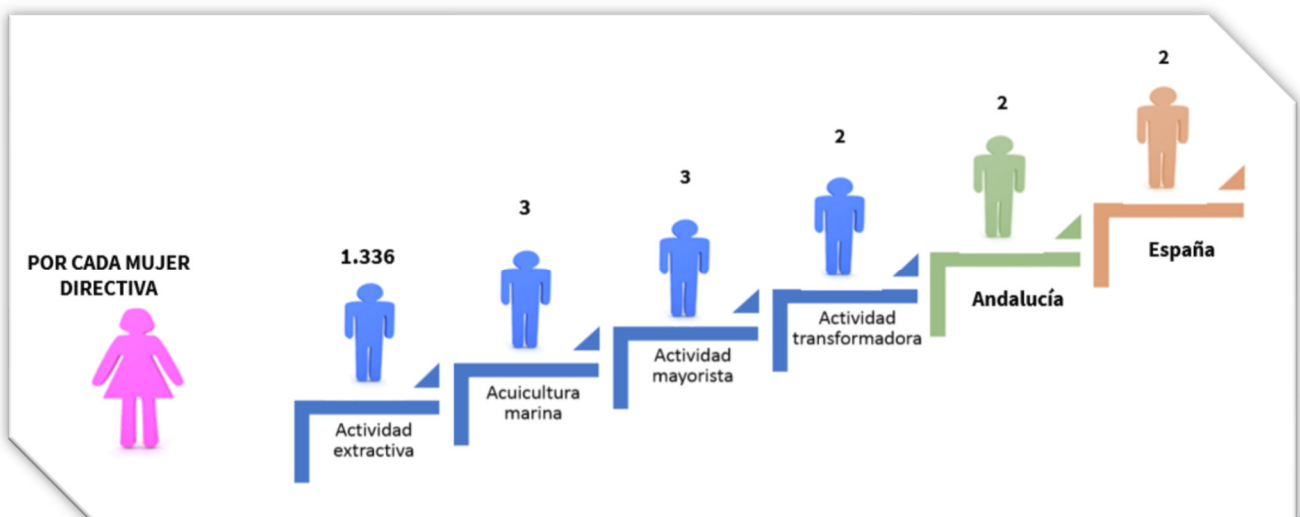 POR CADA MUJER
DIRECTIVA
1.336
Actividad
extractiva
3
Acuicultura
marina
3
Actividad
mayorista
2
Actividad
transformadora
2
Andalucía
2
España